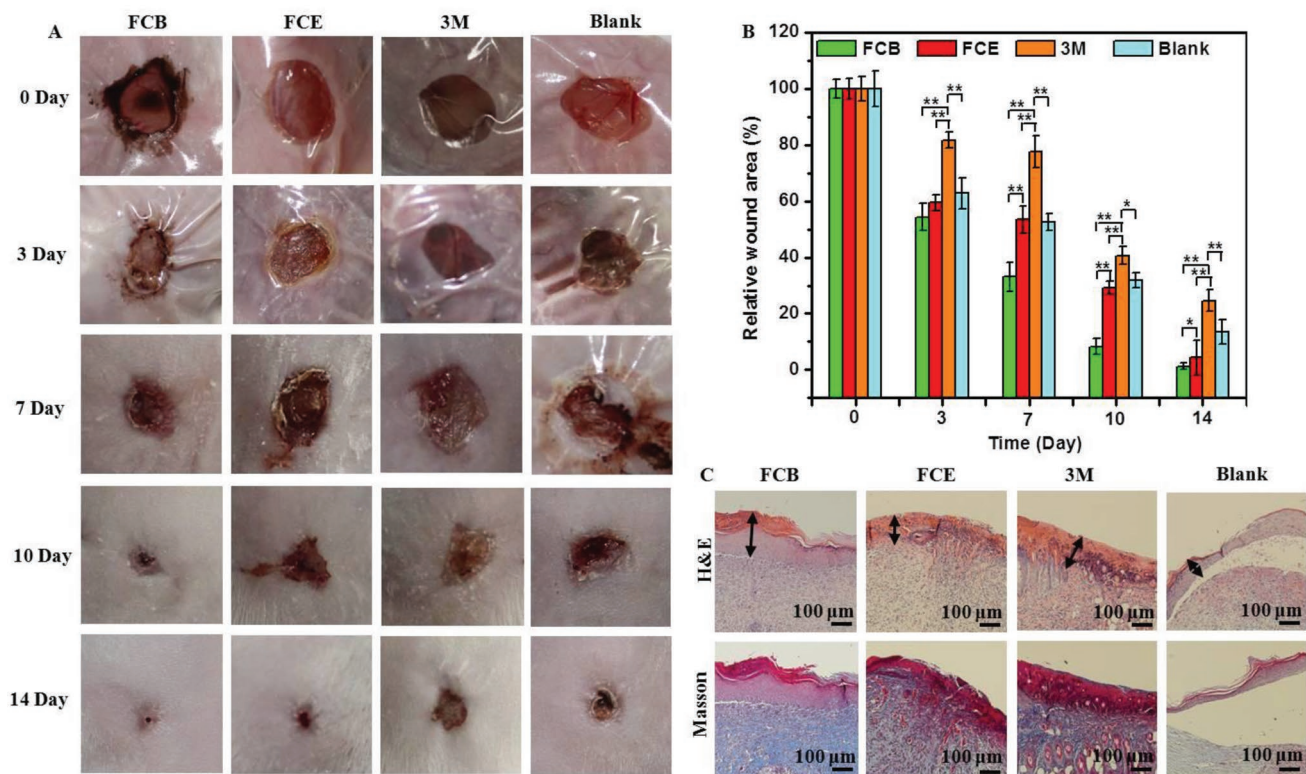 A
FCB FCE 3M Blank
0 Day
3 Day
7 Day
10 Day
14 Day
B
FCB FCE 3M Blank
Relative wound area (%)
120
100
80
60
40
20
0
** ** **
** ** ** **
** ** ** *
** ** ** *
0 3 7 10 14
Time (Day)
C
FCB FCE 3M Blank
H&E
100 µm 100 µm 100 µm 100 µm
Masson
100 µm 100 µm 100 µm 100 µm